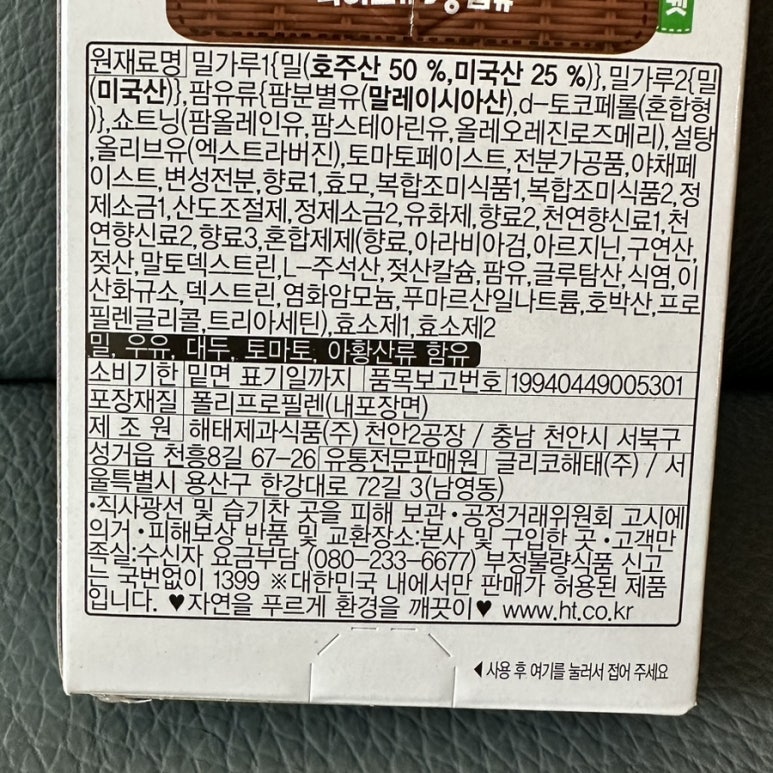 원재료명 밀가루1{밀(호주산 50 %,미국산 25 %)},밀가루2{밀
(미국산)},팜유류{팜분별유(말레이시아산),d-토코페롤(혼합형
)},쇼트닝(팜올레인유,팜스테아린유,올레오레진로즈메리),설탕
,올리브유(엑스트라버진),토마토페이스트,전분가공품,야채페
이스트,변성전분,향료1,효모,복합조미식품1,복합조미식품2,정
제소금1,산도조절제,정제소금2,유화제,향료2,천연향신료1,천
연향신료2,향료3,혼합제제(향료,아라비아검,아르지닌,구연산,
젖산,말토덱스트린,L-주석산,젖산칼슘,팜유,글루탐산,식염,이
산화규소,덱스트린,염화암모늄,푸마르산일나트륨,호박산,프로
필렌글리콜,트리아세틴),효소제1,효소제2
밀, 우유, 대두, 토마토, 아황산류 함유
소비기한 밑면 표기일까지 품목보고번호 19940449005301
포장재질 폴리프로필렌(내포장면)
제 조 원 해태제과식품(주) 천안2공장 / 충남 천안시 서북구
성거읍 천흥8길 67-26 유통전문판매원 글리코해태(주) / 서
울특별시 용산구 한강대로 72길 3(남영동)
•직사광선 및 습기찬 곳을 피해 보관•공정거래위원회 고시에
의거•피해보상 반품 및 교환장소:본사 및 구입한 곳•고객만
족실:수신자 요금부담 (080-233-6677) 부정불량식품 신고
는 국번없이 1399 ※대한민국 내에서만 판매가 허용된 제품
입니다. ♥자연을 푸르게 환경을 깨끗이♥ www.ht.co.kr
◀사용 후 여기를 눌러서 접어 주세요